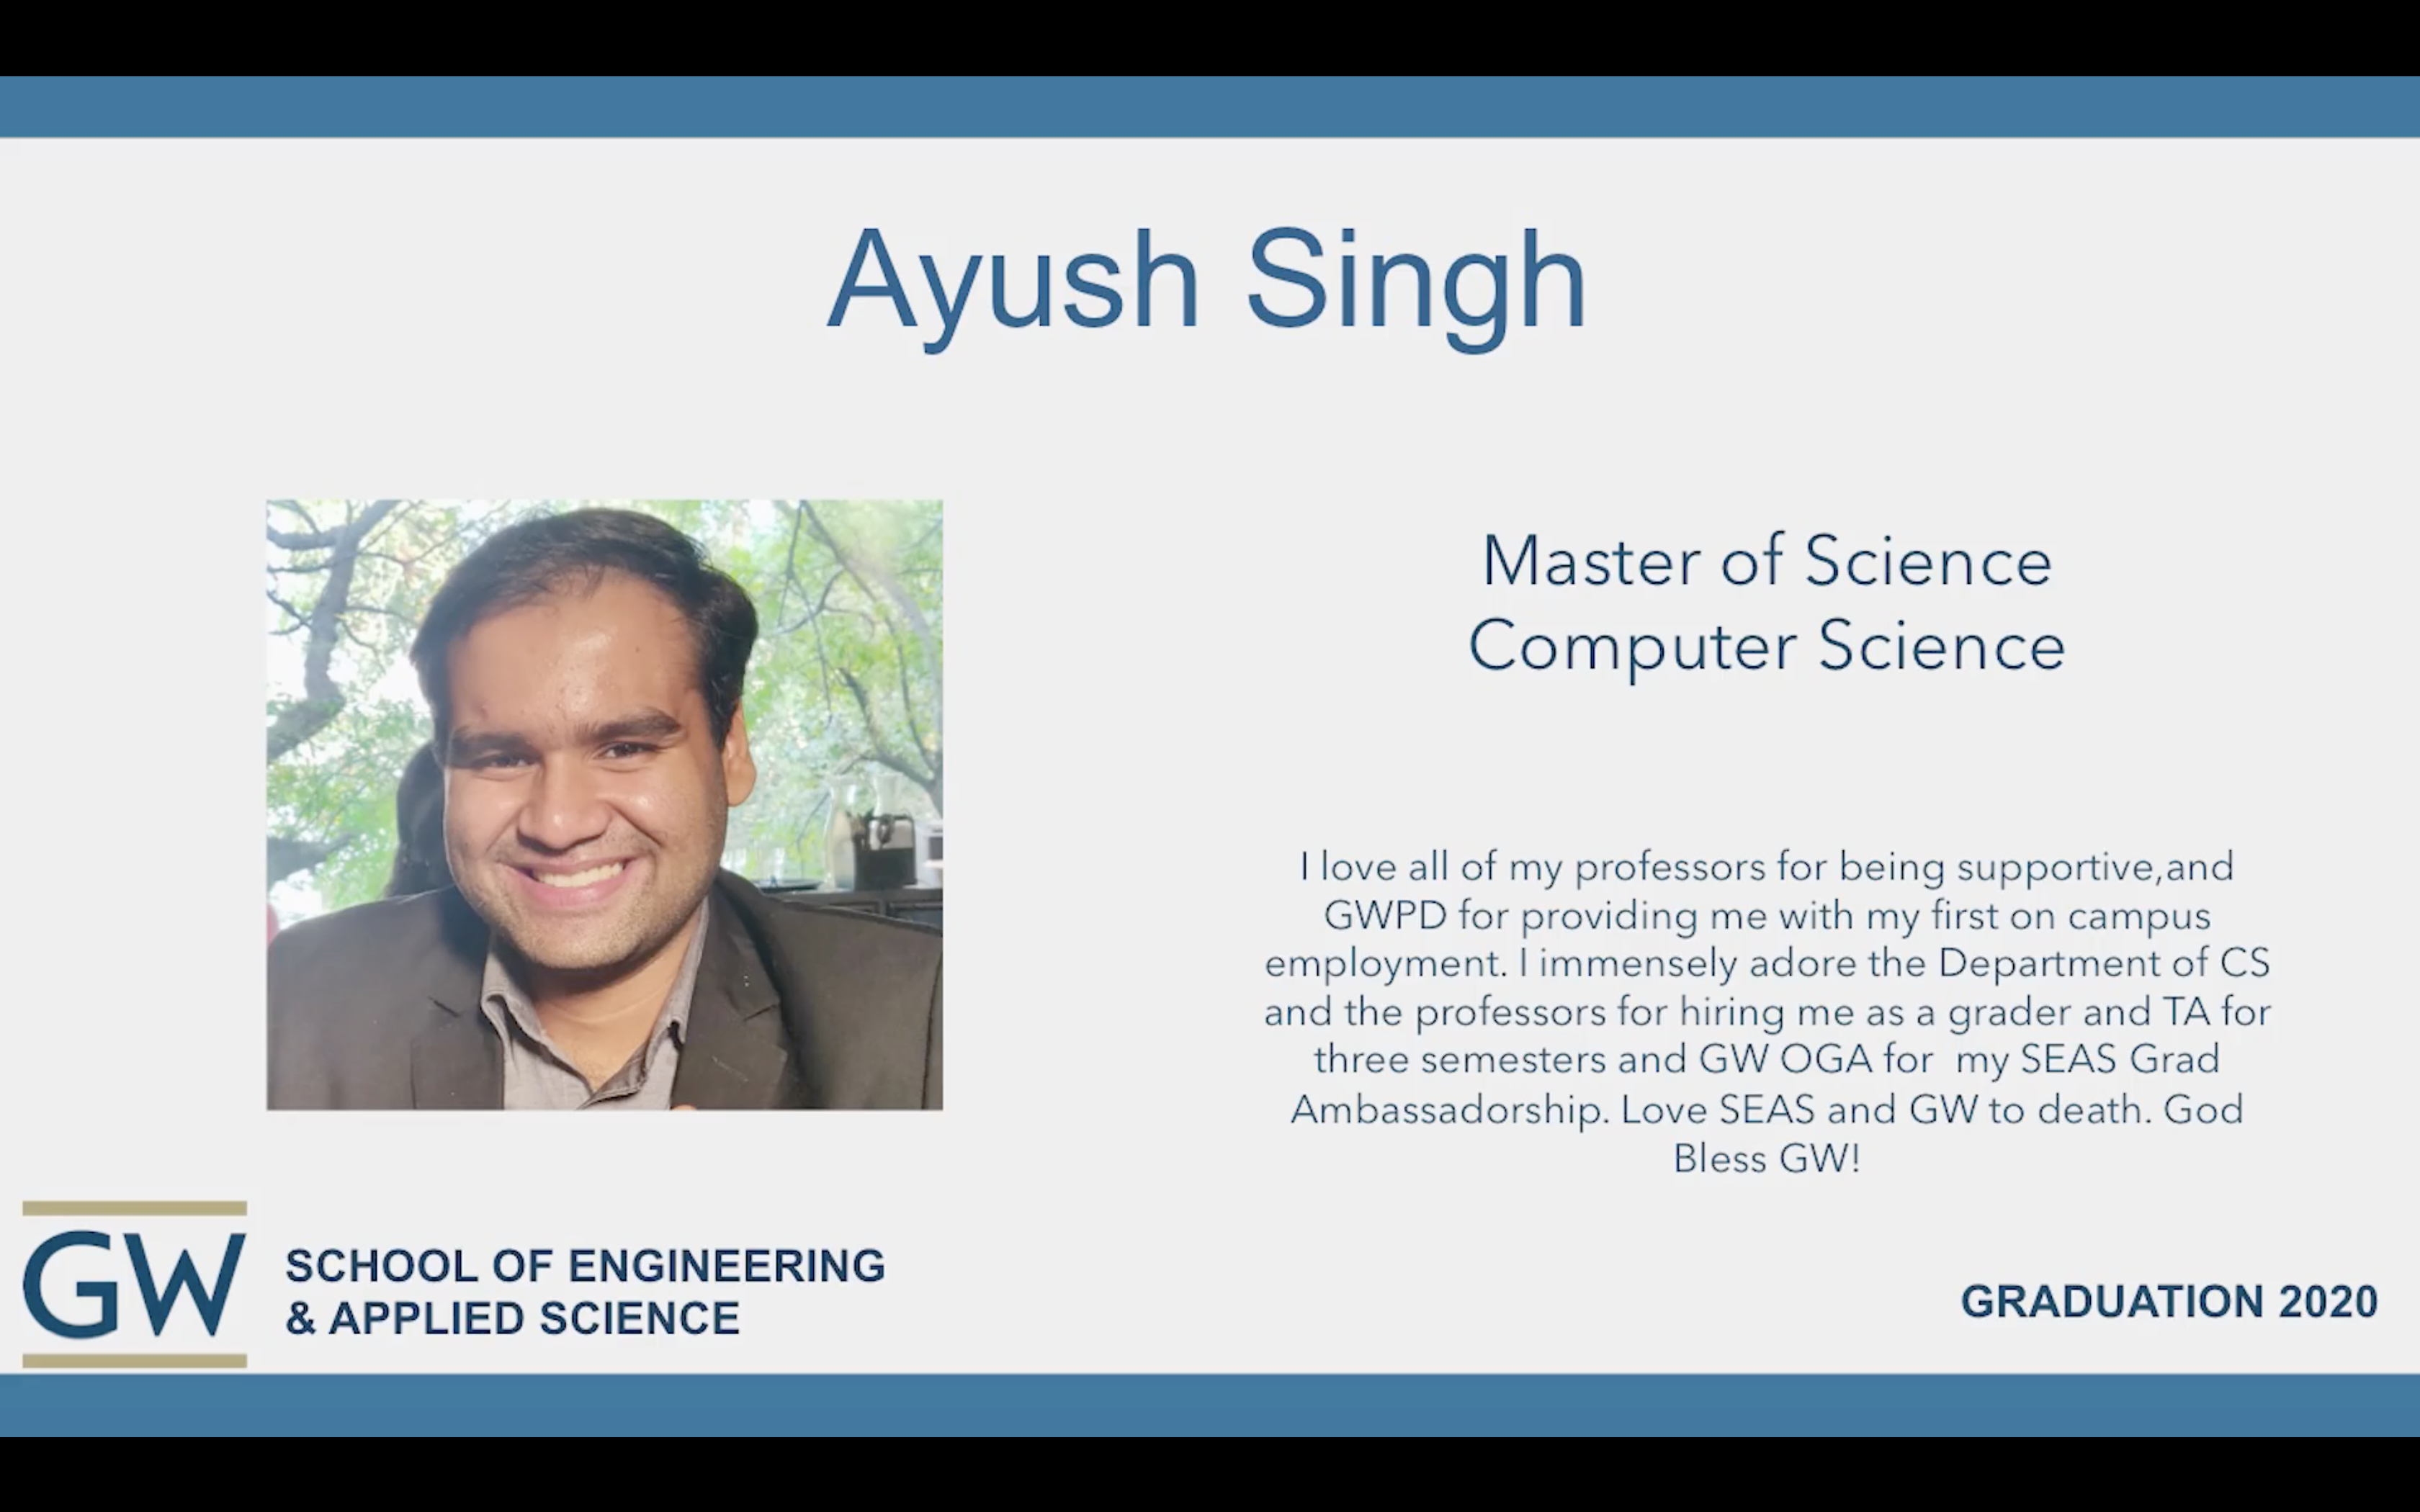 Ayush Singh
Master of Science
Computer Science
I love all of my professors for being supportive,and
GWPD for providing me with my first on campus
employment. I immensely adore the Department of CS
and the professors for hiring me as a grader and TA for
three semesters and GW OGA for  my SEAS Grad
Ambassadorship. Love SEAS and GW to death. God
Bless GW!
GW
SCHOOL OF ENGINEERING
& APPLIED SCIENCE
GRADUATION 2020